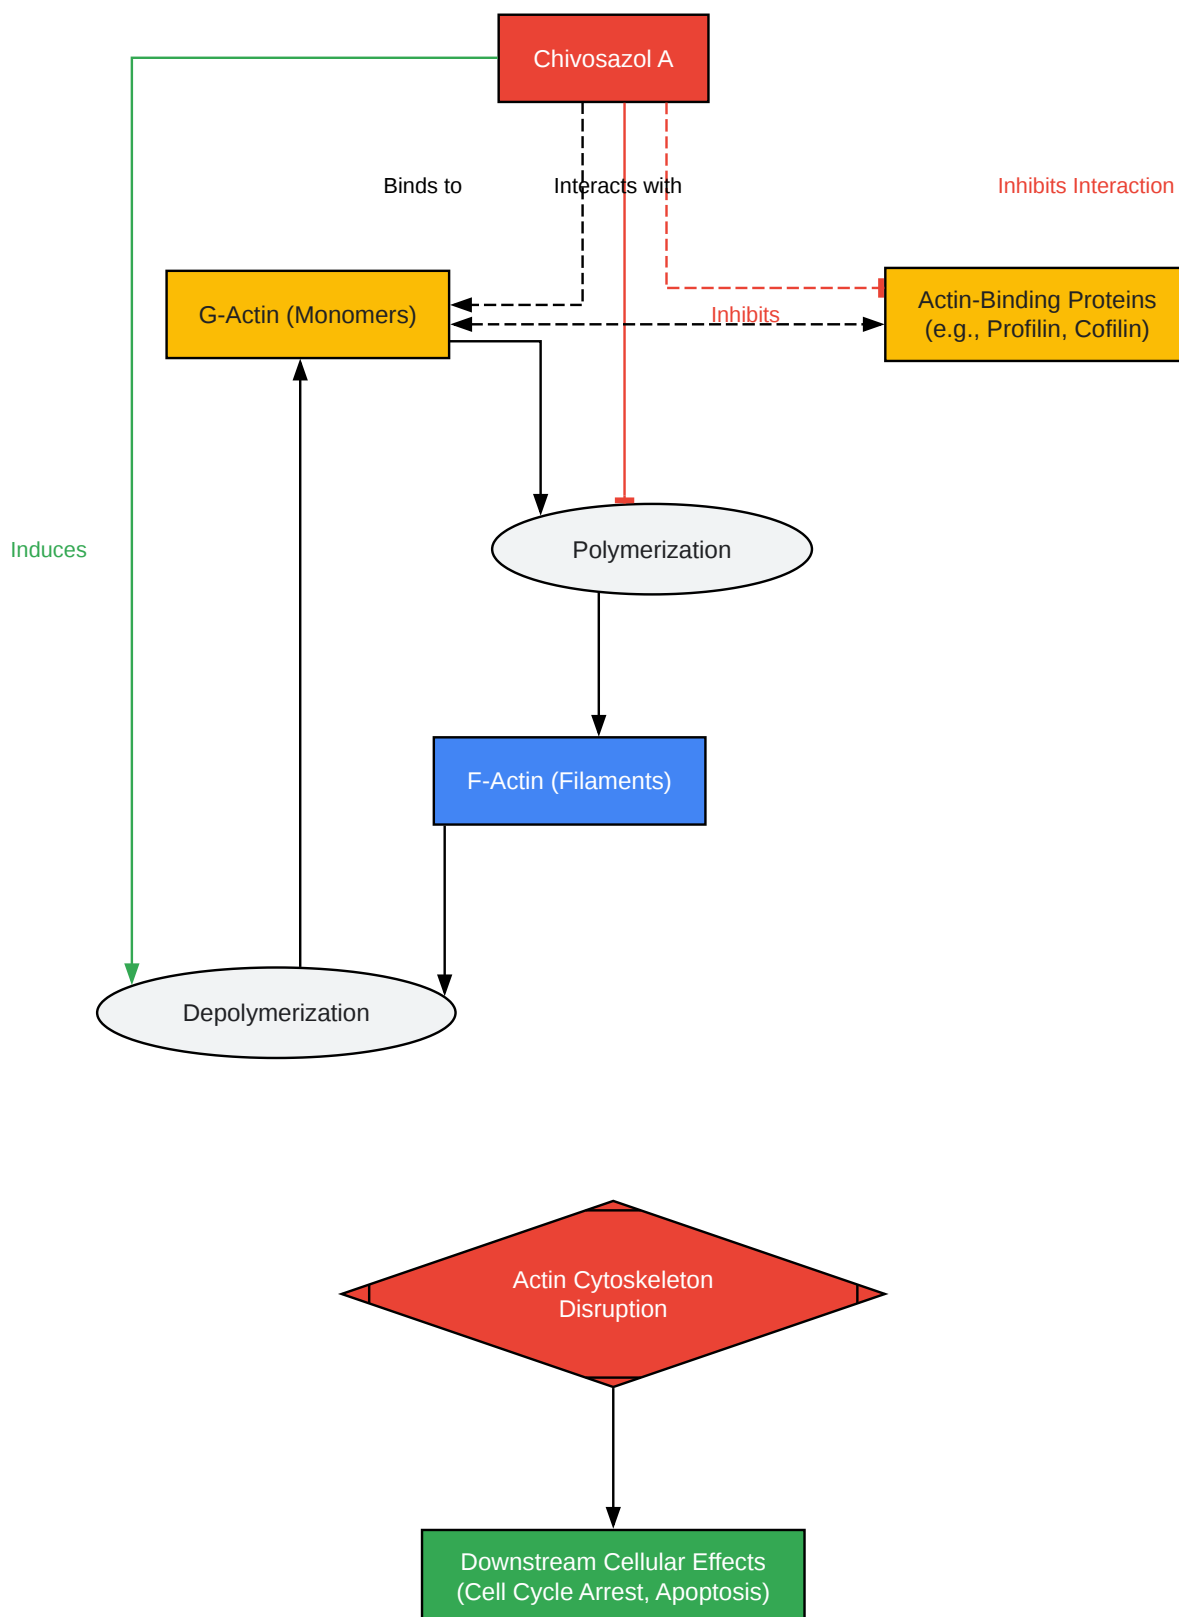 Chivosazol A
Binds to
Interacts with
Inhibits Interaction
G-Actin (Monomers)
Inhibits
Actin-Binding Proteins
(e.g., Profilin, Cofilin)
Induces
Polymerization
F-Actin (Filaments)
Depolymerization
Actin Cytoskeleton
Disruption
Downstream Cellular Effects
(Cell Cycle Arrest, Apoptosis)